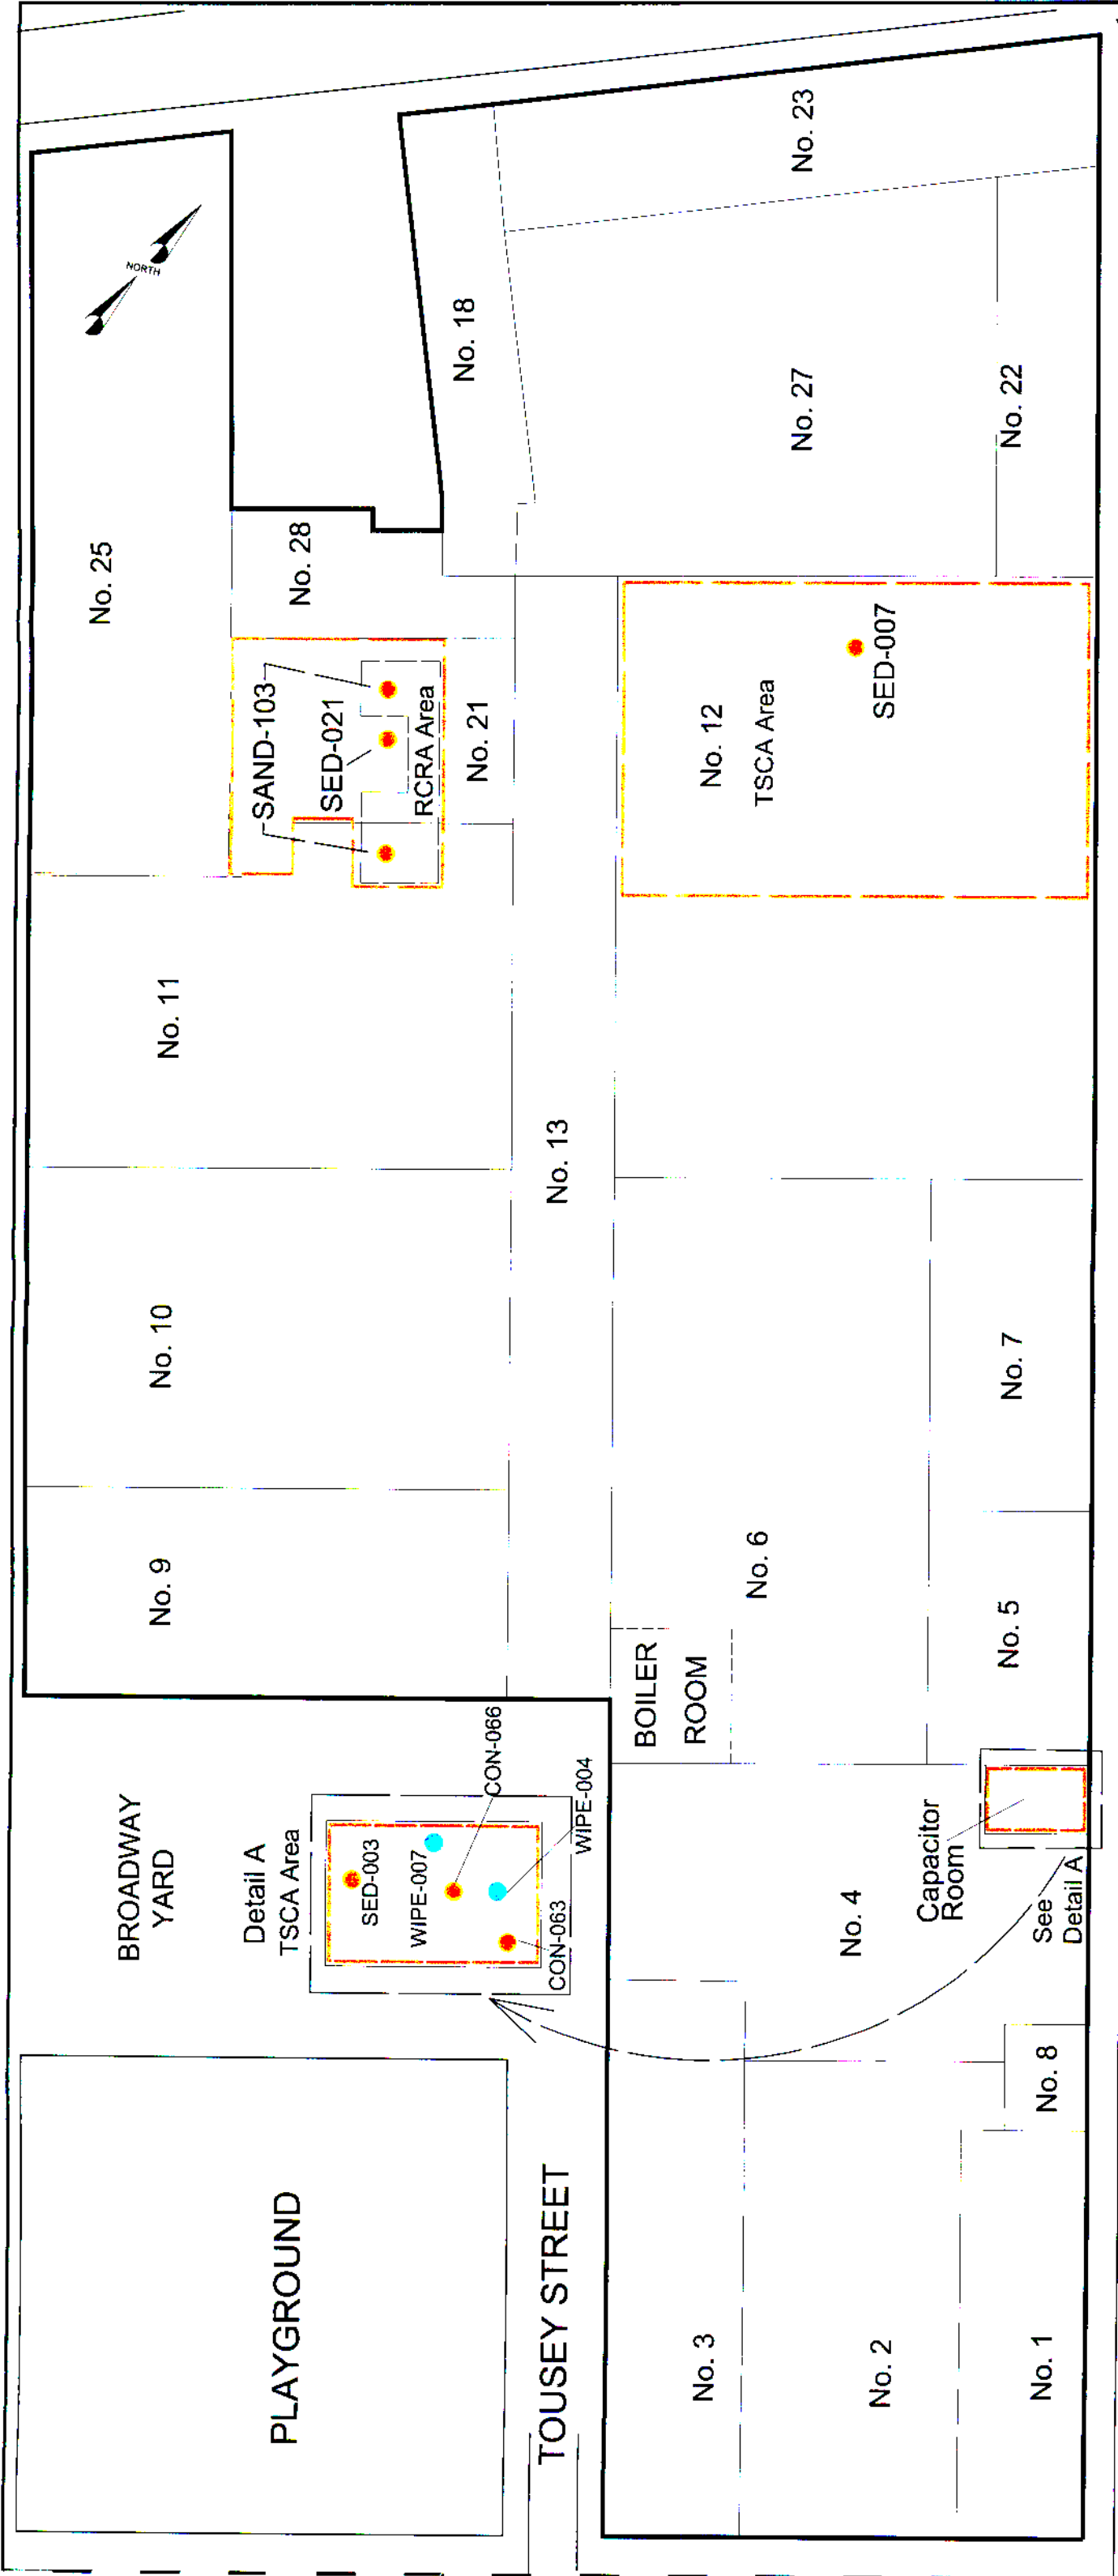 PLAYGROUND
TOUSEY STREET
BROADWAY
YARD
Detail A
TSCA Area
SED-003
WIPE-007
CON-066
WIPE-004
CON-063
No. 9
No. 10
No. 11
No. 25
NORTH
No. 28
SAND-103
SED-021
RCRA Area
No. 21
No. 18
No. 23
No. 27
No. 22
No. 13
No. 12
TSCA Area
SED-007
BOILER
ROOM
No. 6
No. 7
No. 5
No. 4
Capacitor
Room
See
Detail A
No. 3
No. 2
No. 8
No. 1